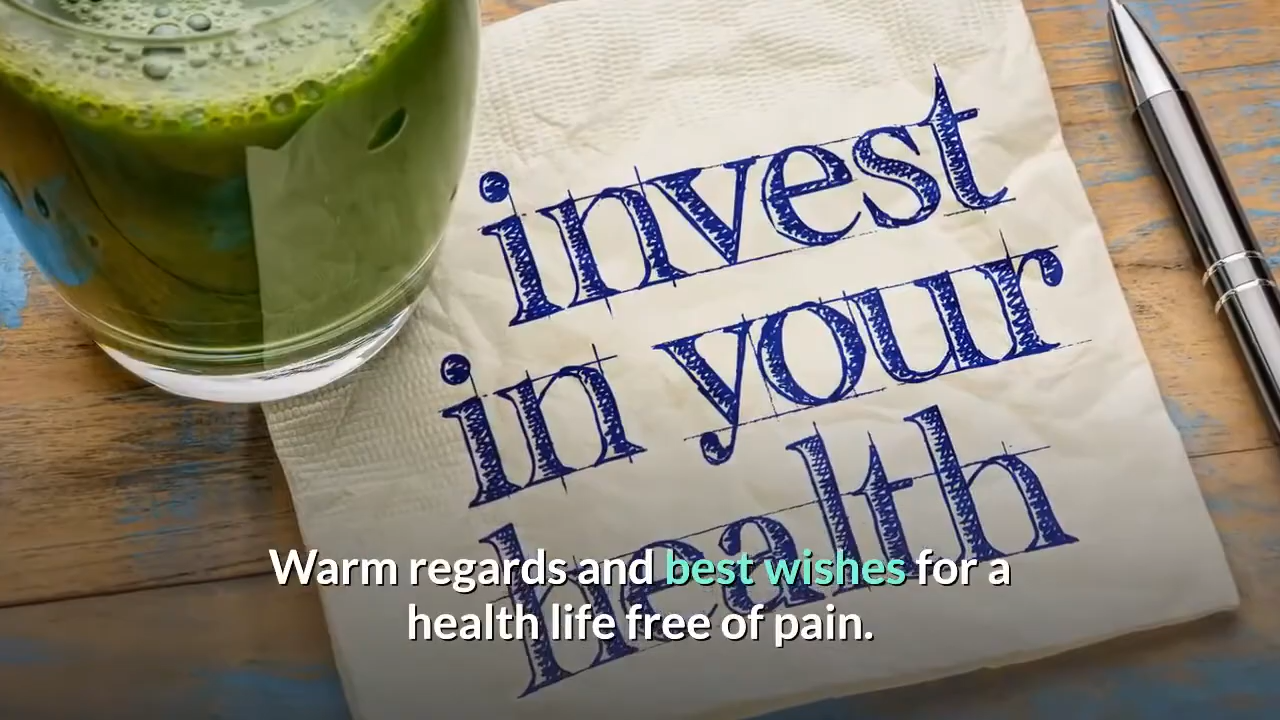 invest
in your
health
Warm regards and best wishes for a
health life free of pain.